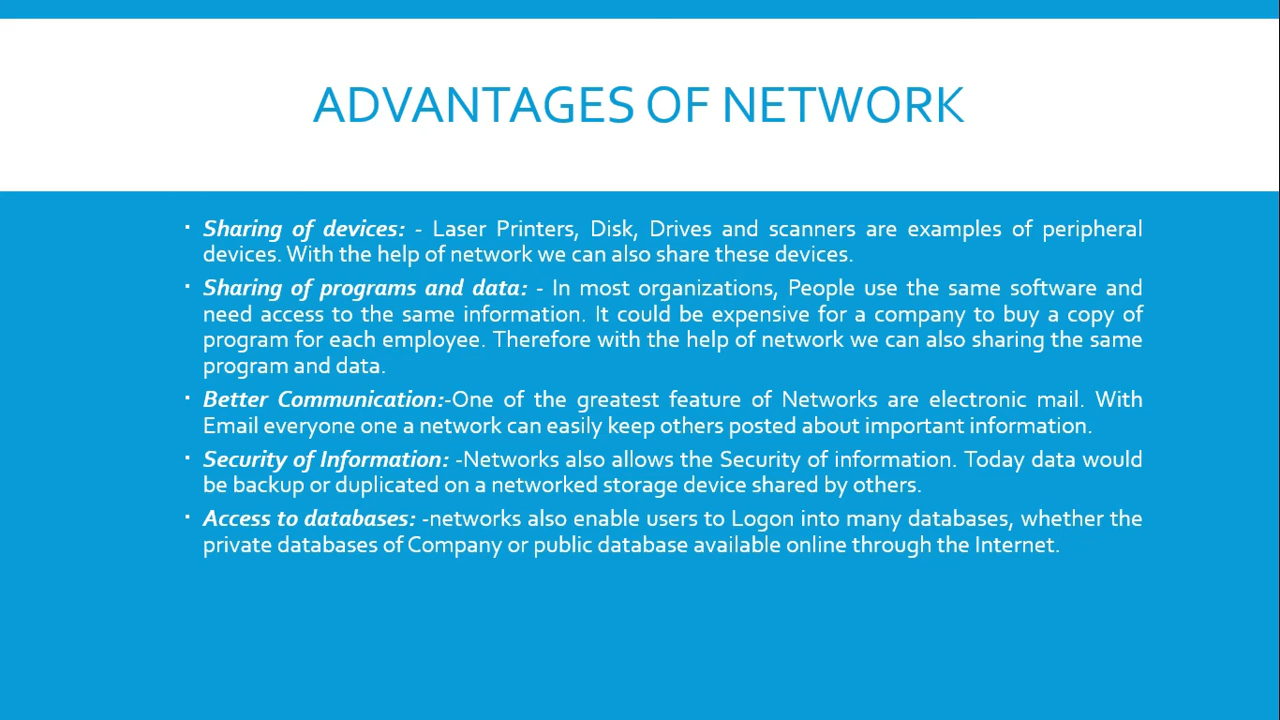 ADVANTAGES OF NETWORK
▪ Sharing of devices: - Laser Printers, Disk, Drives and scanners are examples of peripheral
devices. With the help of network we can also share these devices.
▪ Sharing of programs and data: - In most organizations, People use the same software and
need access to the same information. It could be expensive for a company to buy a copy of
program for each employee. Therefore with the help of network we can also sharing the same
program and data.
▪ Better Communication:-One of the greatest feature of Networks are electronic mail. With
Email everyone one a network can easily keep others posted about important information.
▪ Security of Information: -Networks also allows the Security of information. Today data would
be backup or duplicated on a networked storage device shared by others.
▪ Access to databases: -networks also enable users to Logon into many databases, whether the
private databases of Company or public database available online through the Internet.